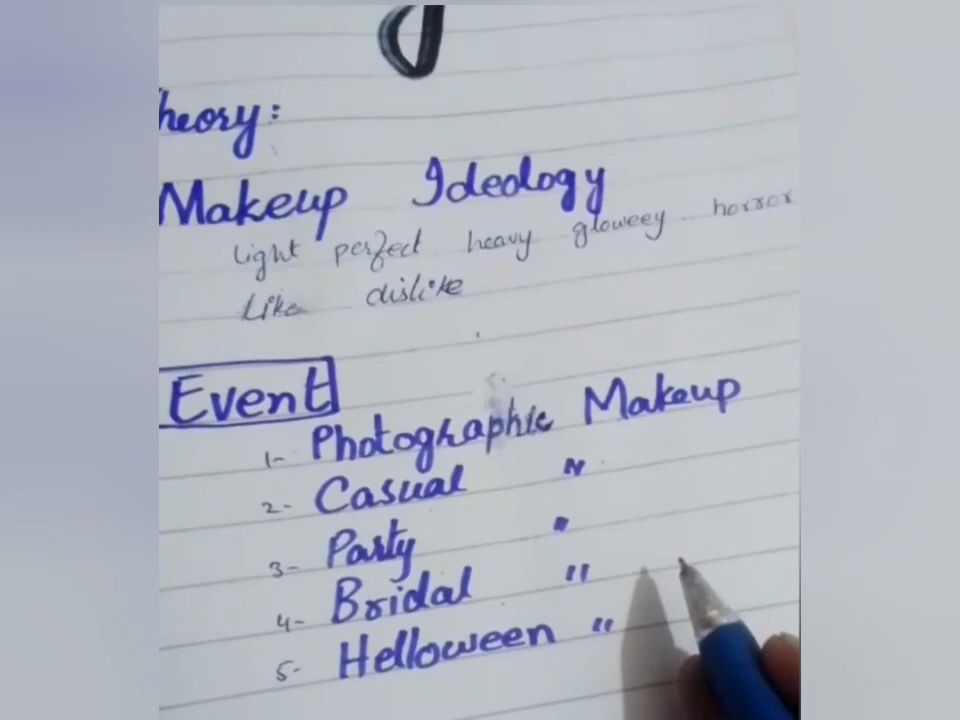 heory:
Makeup Ideology
light perfect heavy gloweey horror
Like dislike
Event
1- Photographic Makeup
2- Casual "
3- Party "
4- Bridal "
5- Helloween "